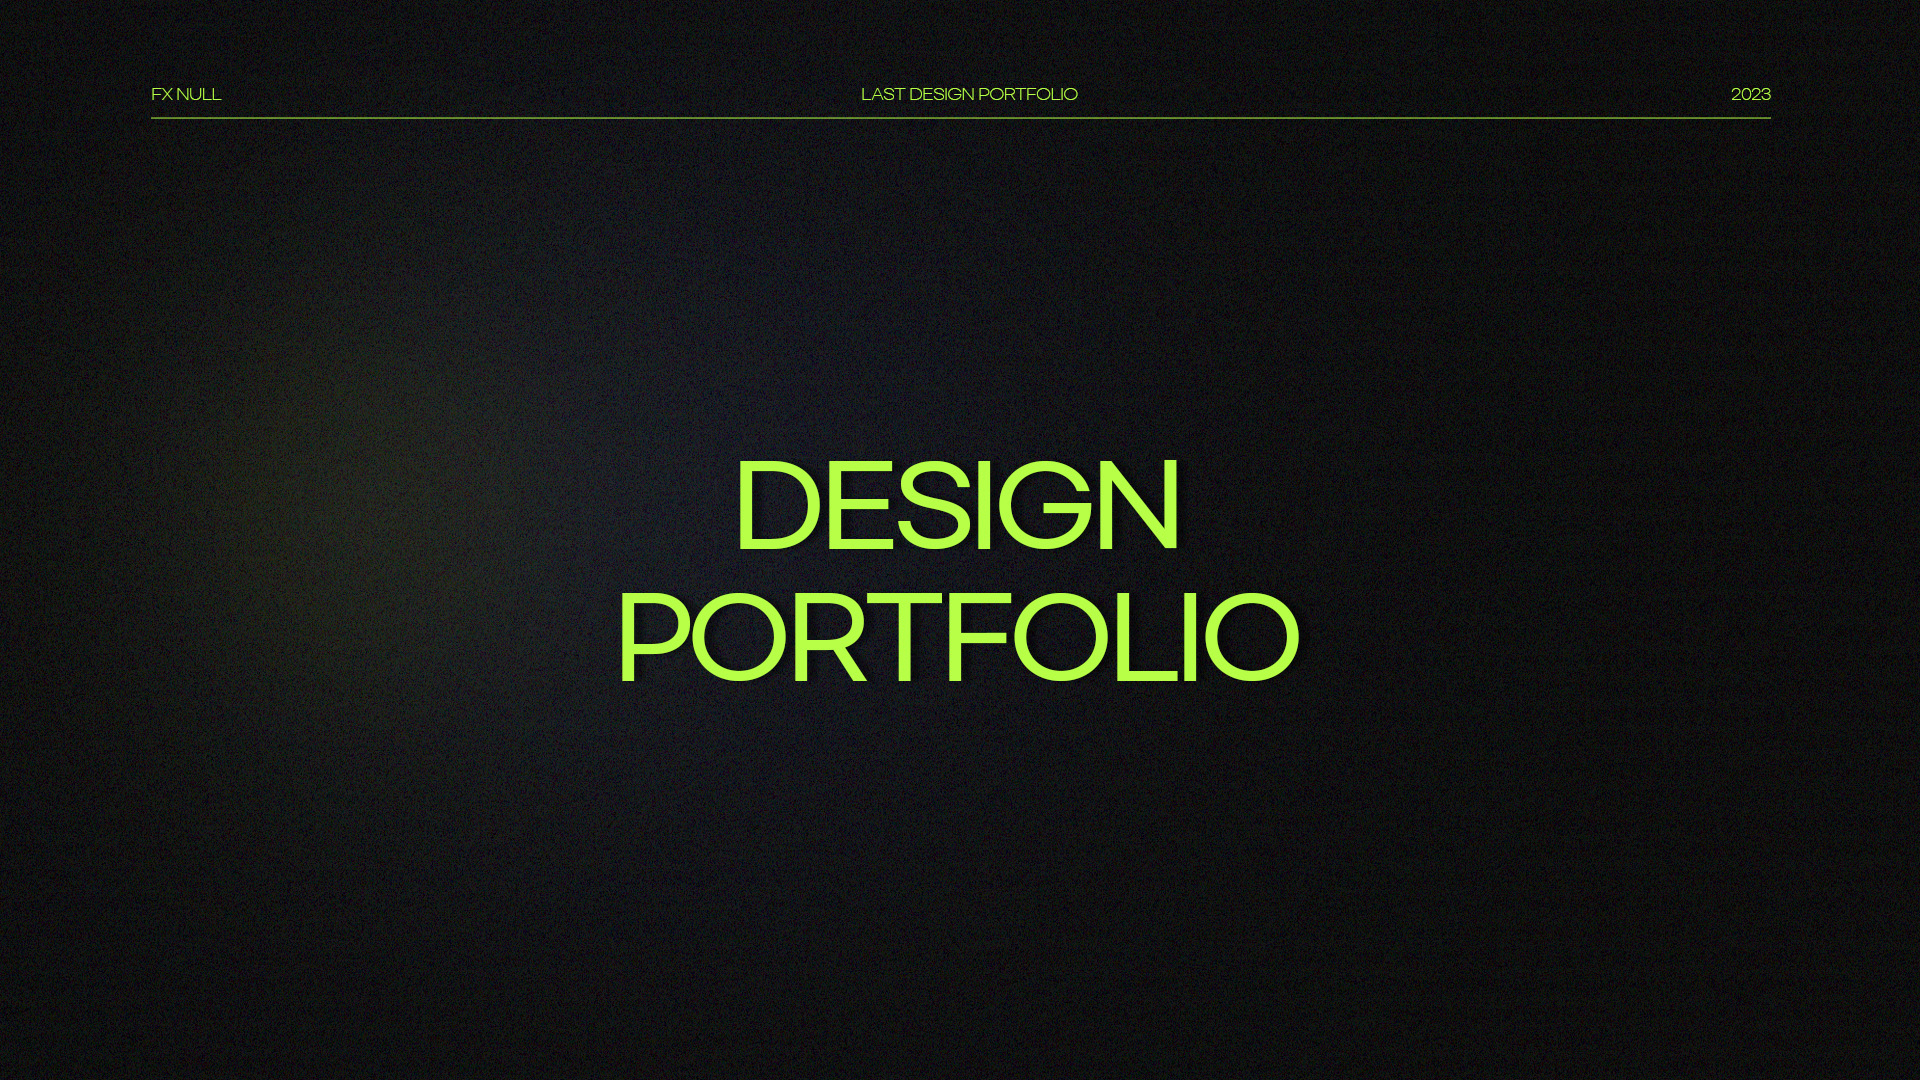 FX NULL
LAST DESIGN PORTFOLIO
2023
DESIGN
PORTFOLIO